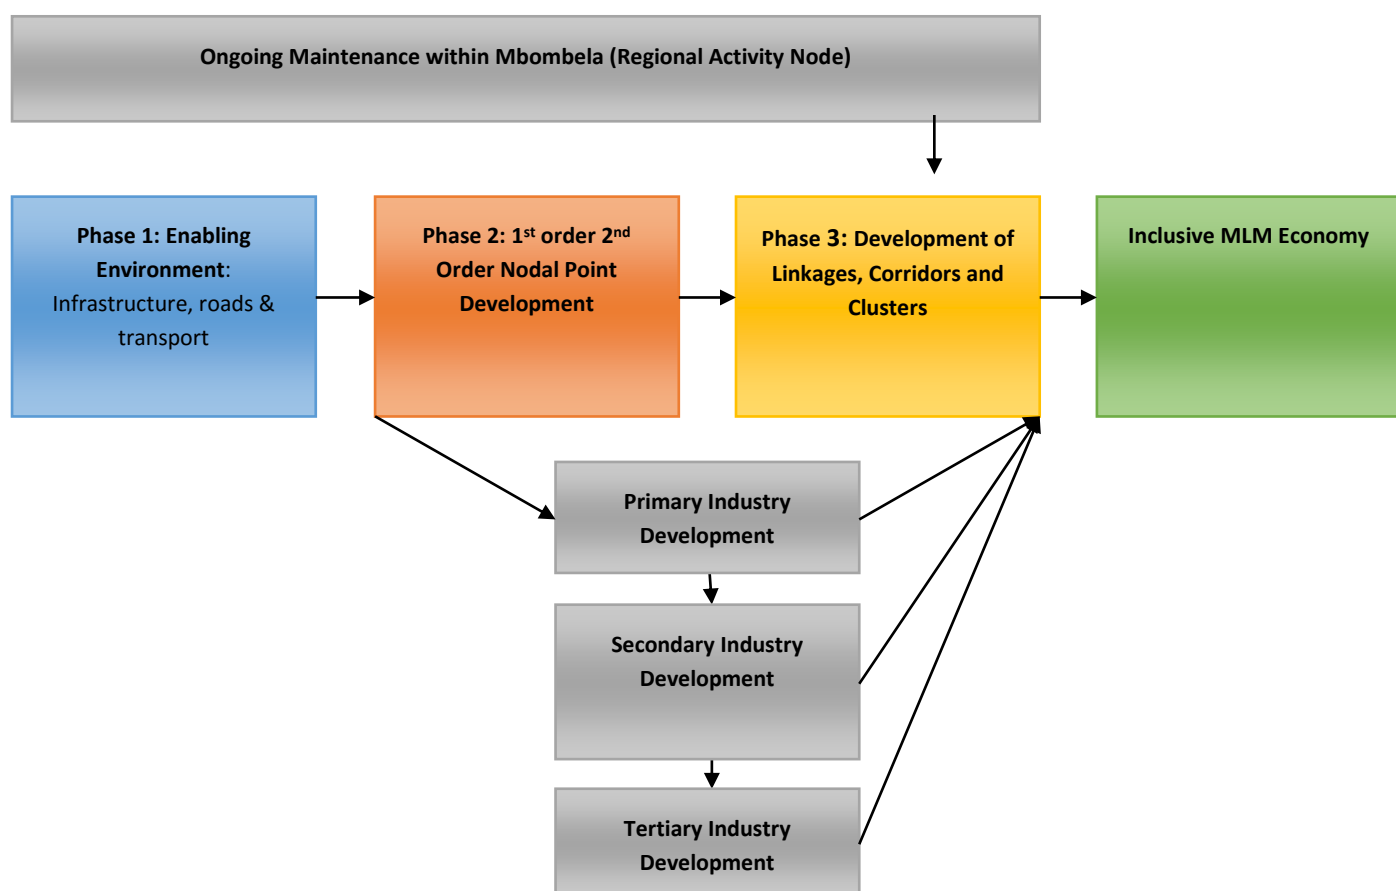 Ongoing Maintenance within Mbombela (Regional Activity Node)
Phase 1: Enabling
Environment:
Infrastructure, roads &
transport
Phase 2: 1st order 2nd
Order Nodal Point
Development
Phase 3: Development of
Linkages, Corridors and
Clusters
Inclusive MLM Economy
Primary Industry
Development
Secondary Industry
Development
Tertiary Industry
Development